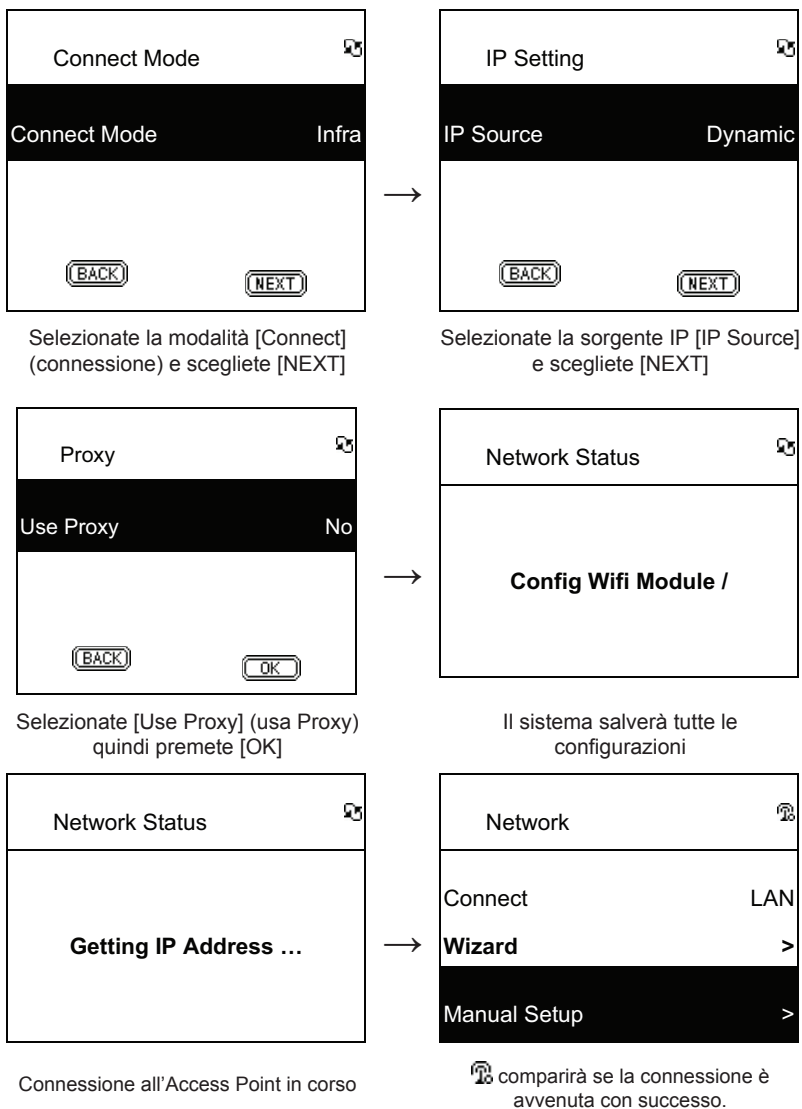 Connect Mode
Connect Mode Infra
BACK NEXT
Selezionate la modalità [Connect]
(connessione) e scegliete [NEXT]
→
IP Setting
IP Source Dynamic
BACK NEXT
Selezionate la sorgente IP [IP Source]
e scegliete [NEXT]
Proxy
Use Proxy No
BACK OK
Selezionate [Use Proxy] (usa Proxy)
quindi premete [OK]
→
Network Status
Config Wifi Module /
Il sistema salverà tutte le
configurazioni
Network Status
Getting IP Address …
Connessione all’Access Point in corso
→
Network
Connect LAN
Wizard >
Manual Setup >
comparirà se la connessione è
avvenuta con successo.